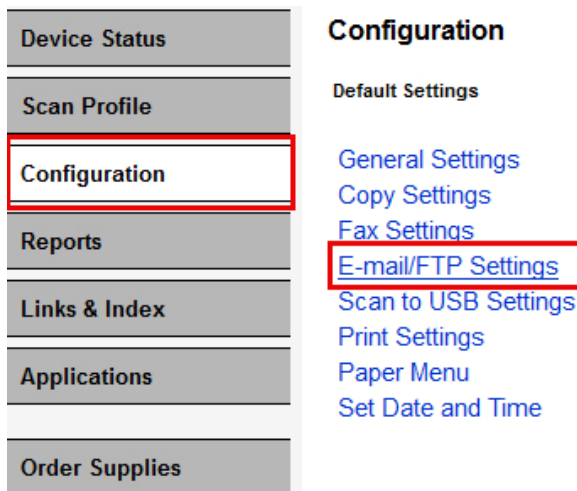 Device Status
Scan Profile
Configuration
Reports
Links & Index
Applications
Order Supplies
Configuration
Default Settings
General Settings
Copy Settings
Fax Settings
E-mail/FTP Settings
Scan to USB Settings
Print Settings
Paper Menu
Set Date and Time